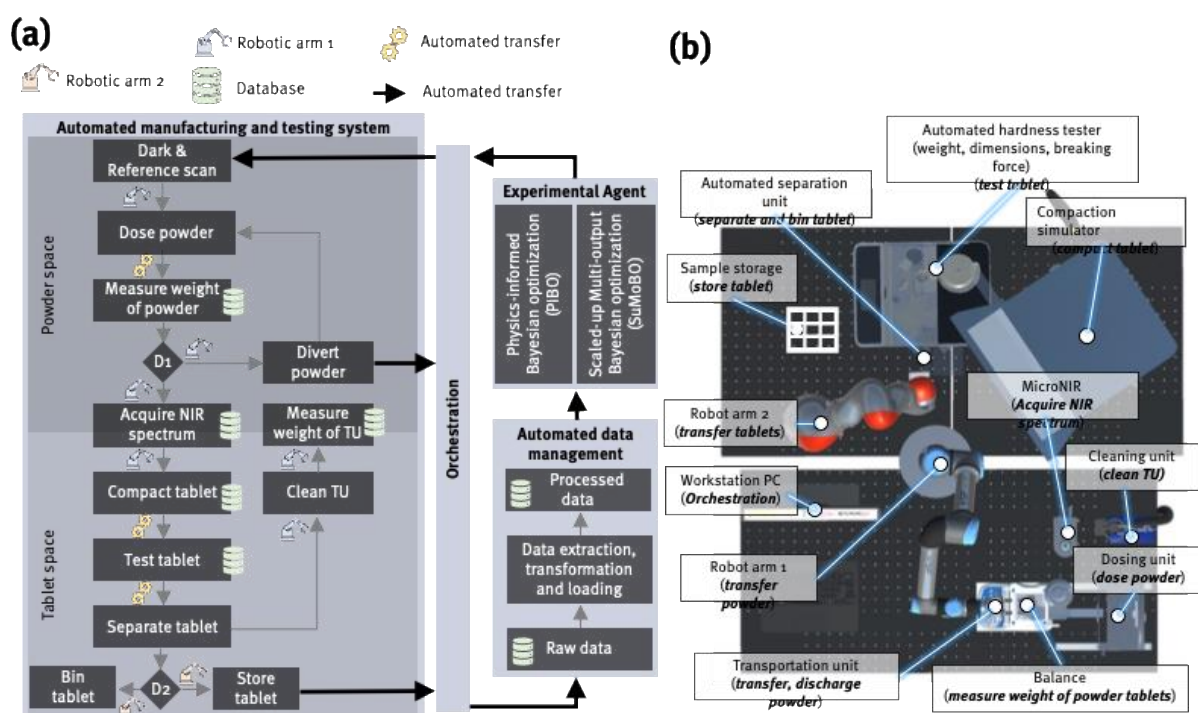 (a)
Robotic arm 1
Automated transfer
Robotic arm 2
Database
Automated transfer
Automated manufacturing and testing system
Powder space
Tablet space
Dark &
Reference scan
Dose powder
Measure weight
of powder
D1
Divert
powder
Acquire NIR
spectrum
Measure
weight of TU
Compact tablet
Clean TU
Test tablet
Separate tablet
Bin
tablet
D2
Store
tablet
Orchestration
Experimental Agent
Physics-informed
Bayesian optimization
(PIBO)
Scaled-up Multi-output
Bayesian optimization
(SuMoBO)
Automated data
management
Processed
data
Data extraction,
transformation
and loading
Raw data
(b)
Automated hardness tester
(weight, dimensions, breaking
force)
(test tablet)
Automated separation
unit
(separate and bin tablet)
Compaction
simulator
(compact tablet)
Sample storage
(store tablet)
MicroNIR
(Acquire NIR
spectrum)
Robot arm 2
(transfer tablets)
Cleaning unit
(clean TU)
Workstation PC
(Orchestration)
Dosing unit
(dose powder)
Robot arm 1
(transfer
powder)
Transportation unit
(transfer, discharge
powder)
Balance
(measure weight of powder tablets)